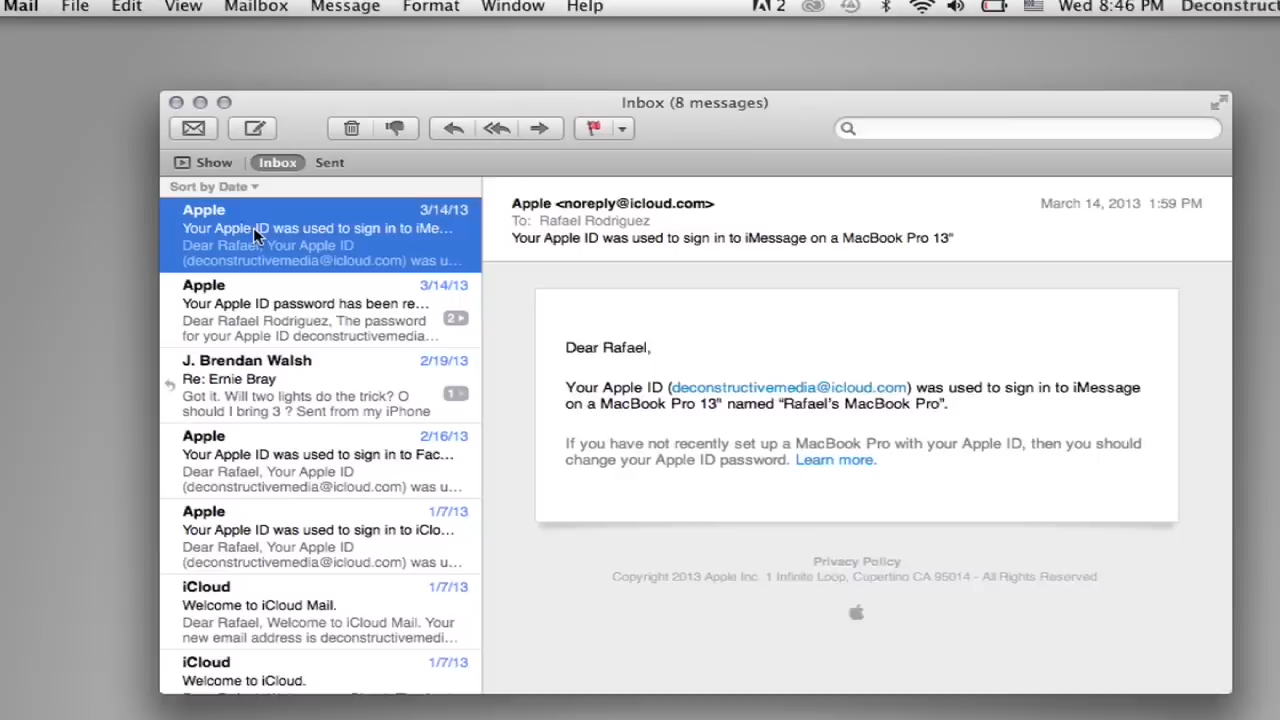 Mail File Edit View Mailbox Message Format Window Help 2 Wed 8:46 PM Deconstruct
Inbox (8 messages)
Show Inbox Sent
Sort by Date
Apple 3/14/13
Your Apple ID was used to sign in to iMe...
Dear Rafael, Your Apple ID
(deconstructivemedia@icloud.com) was u...
Apple 3/14/13
Your Apple ID password has been re...
Dear Rafael Rodriguez, The password
for your Apple ID deconstructivemedia...
2
J. Brendan Walsh 2/19/13
Re: Ernie Bray
Got it. Will two lights do the trick? O
should I bring 3 ? Sent from my iPhone
1
Apple 2/16/13
Your Apple ID was used to sign in to Fac...
Dear Rafael, Your Apple ID
(deconstructivemedia@icloud.com) was u...
Apple 1/7/13
Your Apple ID was used to sign in to iClo...
Dear Rafael, Your Apple ID
(deconstructivemedia@icloud.com) was u...
iCloud 1/7/13
Welcome to iCloud Mail.
Dear Rafael, Welcome to iCloud Mail. Your
new email address is deconstructivemedi...
iCloud 1/7/13
Welcome to iCloud.
Apple <noreply@icloud.com> March 14, 2013 1:59 PM
To: Rafael Rodriguez
Your Apple ID was used to sign in to iMessage on a MacBook Pro 13"
Dear Rafael,
Your Apple ID (deconstructivemedia@icloud.com) was used to sign in to iMessage
on a MacBook Pro 13" named “Rafael's MacBook Pro”.
If you have not recently set up a MacBook Pro with your Apple ID, then you should
change your Apple ID password. Learn more.
Privacy Policy
Copyright 2013 Apple Inc. 1 Infinite Loop, Cupertino CA 95014 - All Rights Reserved